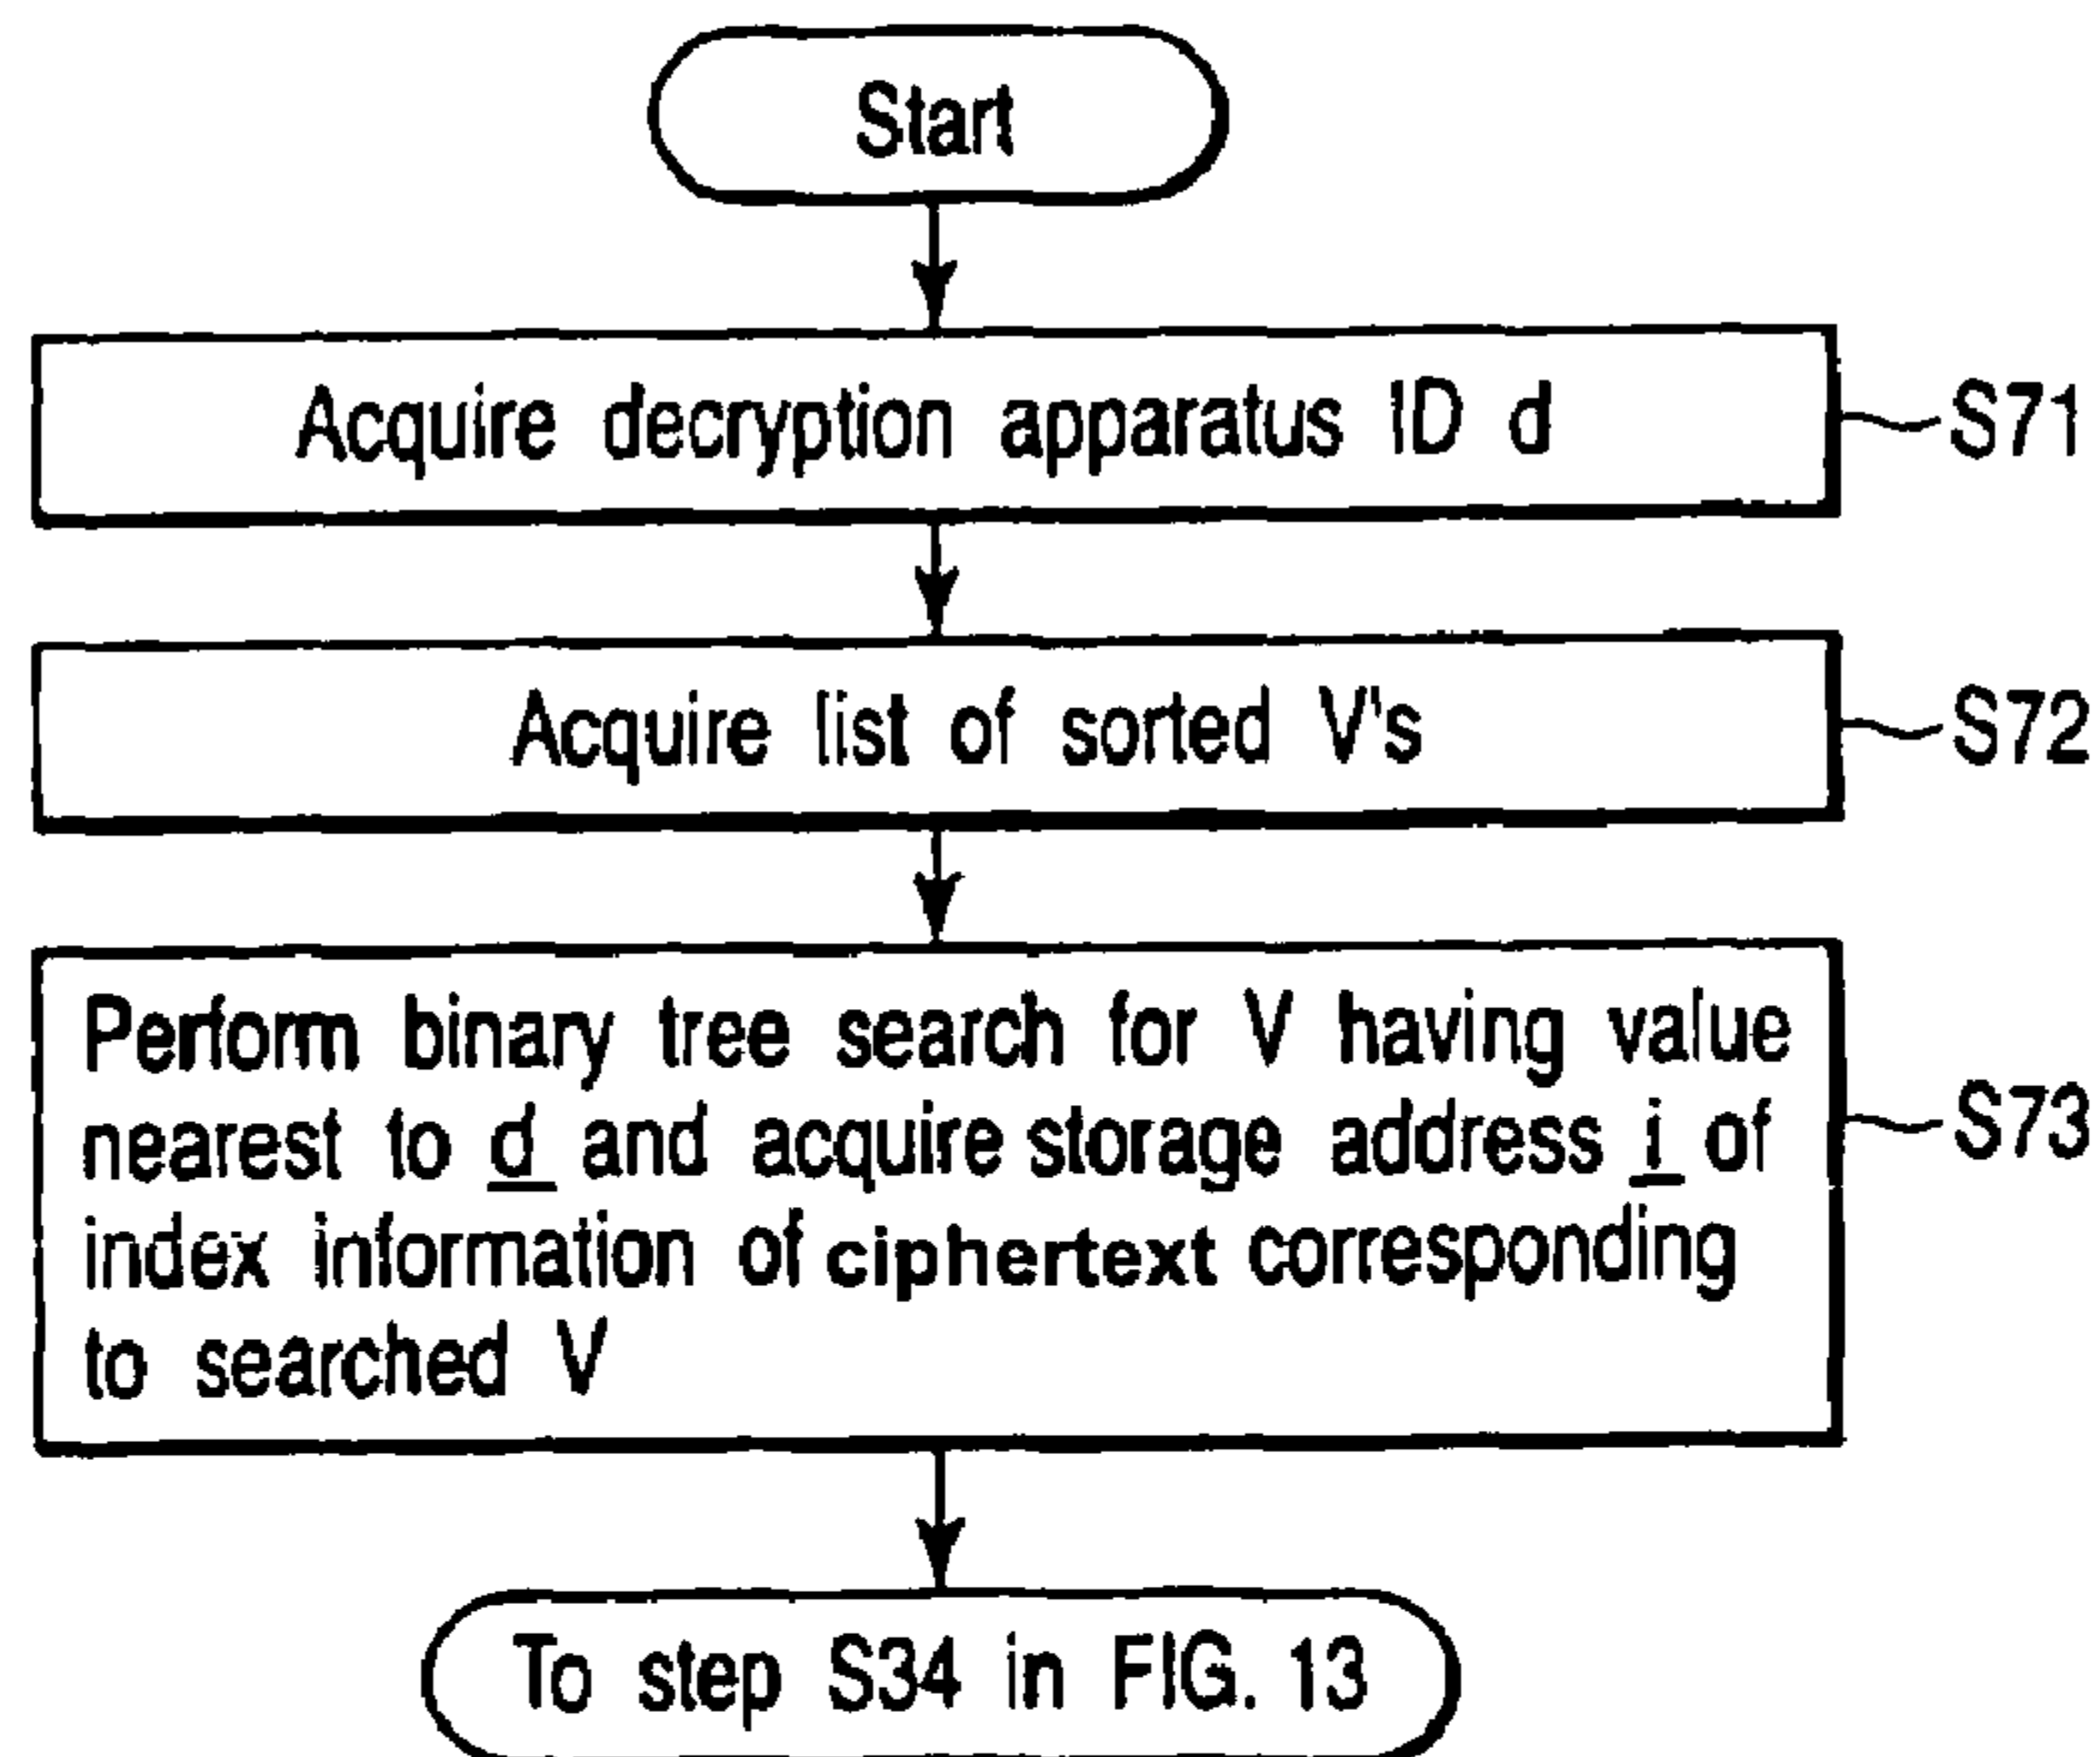 Start
Acquire decryption apparatus ID d
S71
Acquire list of sorted V's
S72
Perform binary tree search for V having value
nearest to d and acquire storage address i of
index information of ciphertext corresponding
to searched V
S73
To step S34 in FIG. 13